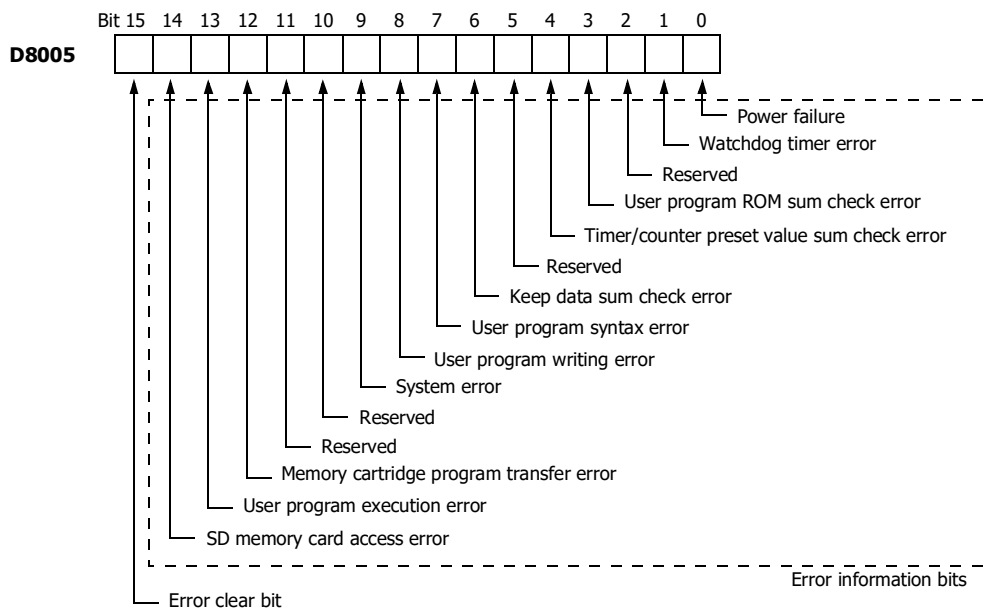 Bit 15 14 13 12 11 10 9 8 7 6 5 4 3 2 1 0
D8005
Power failure
Watchdog timer error
Reserved
User program ROM sum check error
Timer/counter preset value sum check error
Reserved
Keep data sum check error
User program syntax error
User program writing error
System error
Reserved
Reserved
Memory cartridge program transfer error
User program execution error
SD memory card access error
Error information bits
Error clear bit